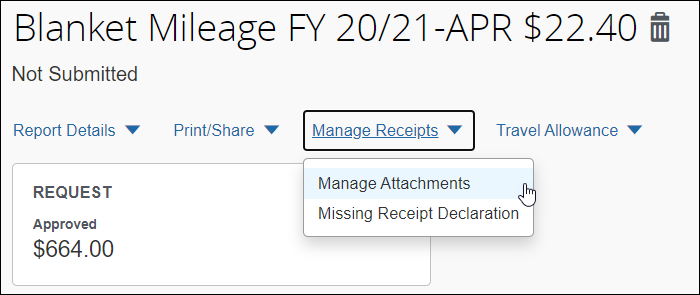 Blanket Mileage FY 20/21-APR $22.40
Not Submitted
Report Details Print/Share Manage Receipts Travel Allowance
Manage Attachments
Missing Receipt Declaration
REQUEST
Approved
$664.00